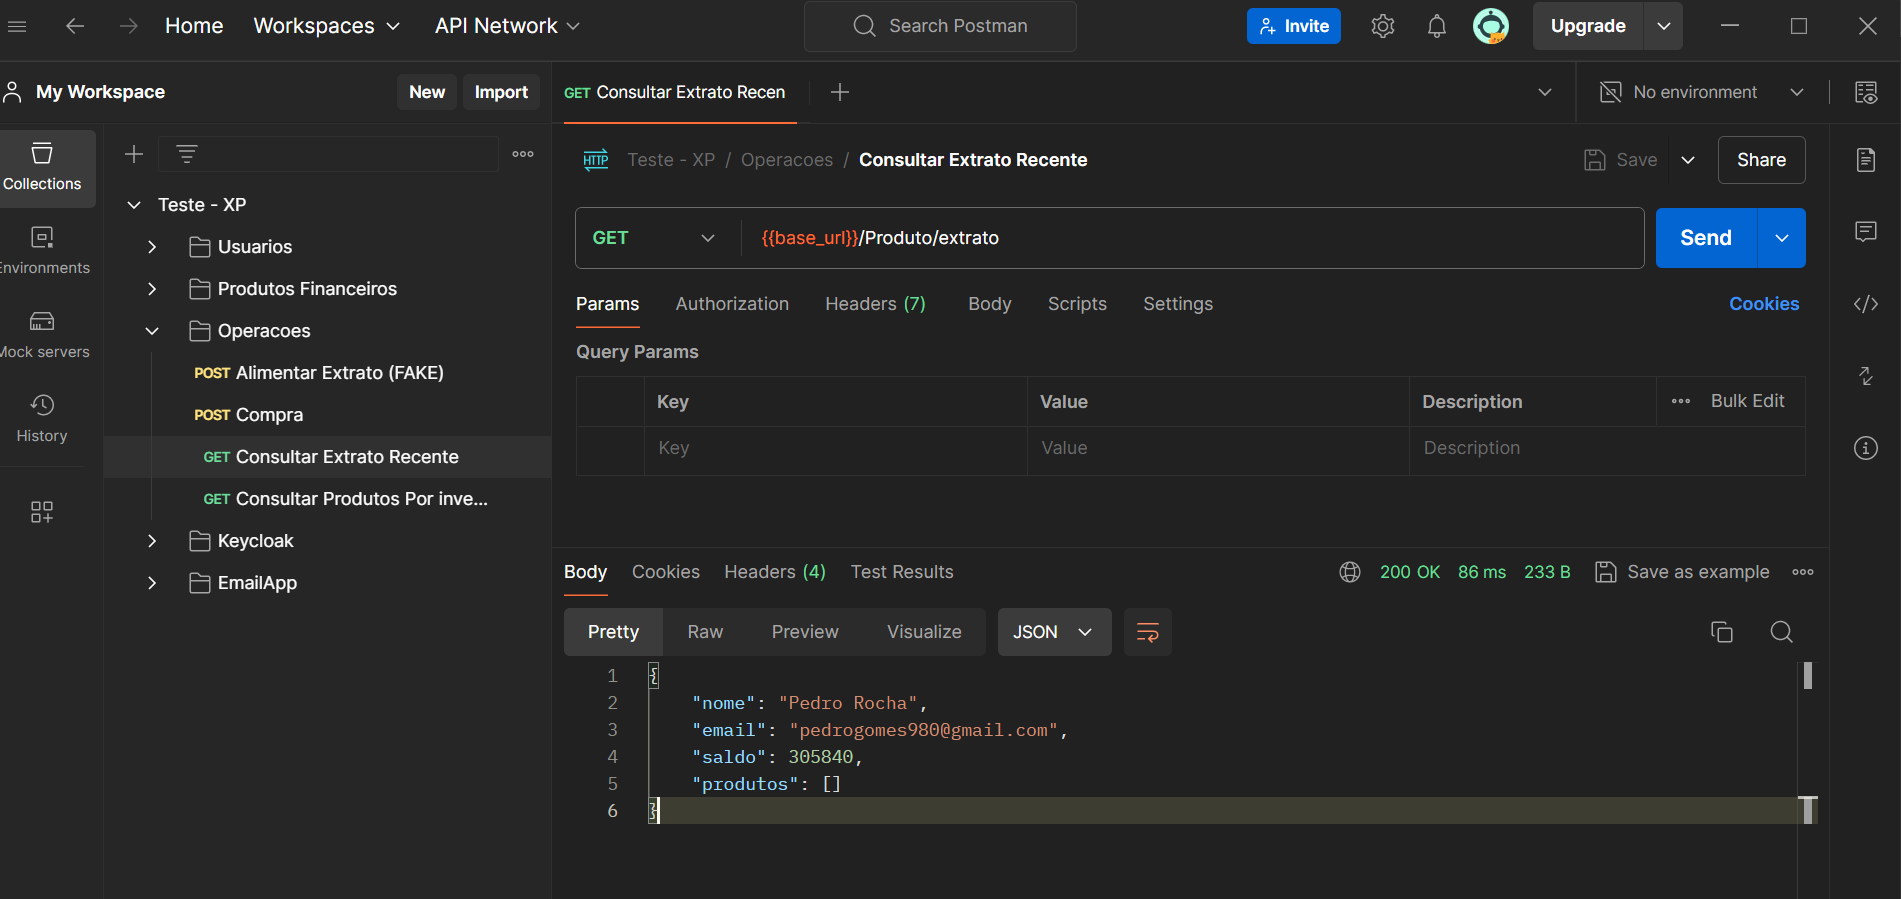 Home Workspaces API Network Search Postman Invite Upgrade
My Workspace New Import GET Consultar Extrato Recen No environment
Collections
Environments
Mock servers
History
Teste - XP
Usuarios
Produtos Financeiros
Operacoes
POST Alimentar Extrato (FAKE)
POST Compra
GET Consultar Extrato Recente
GET Consultar Produtos Por inve...
Keycloak
EmailApp
HTTP Teste - XP / Operacoes / Consultar Extrato Recente Save Share
GET {{base_url}}/Produto/extrato Send
Params Authorization Headers (7) Body Scripts Settings Cookies
Query Params
Key Value Description Bulk Edit
Key Value Description
Body Cookies Headers (4) Test Results 200 OK 86 ms 233 B Save as example
Pretty Raw Preview Visualize JSON
1 {
2 "nome": "Pedro Rocha",
3 "email": "pedrogomes980@gmail.com",
4 "saldo": 305840,
5 "produtos": []
6 }